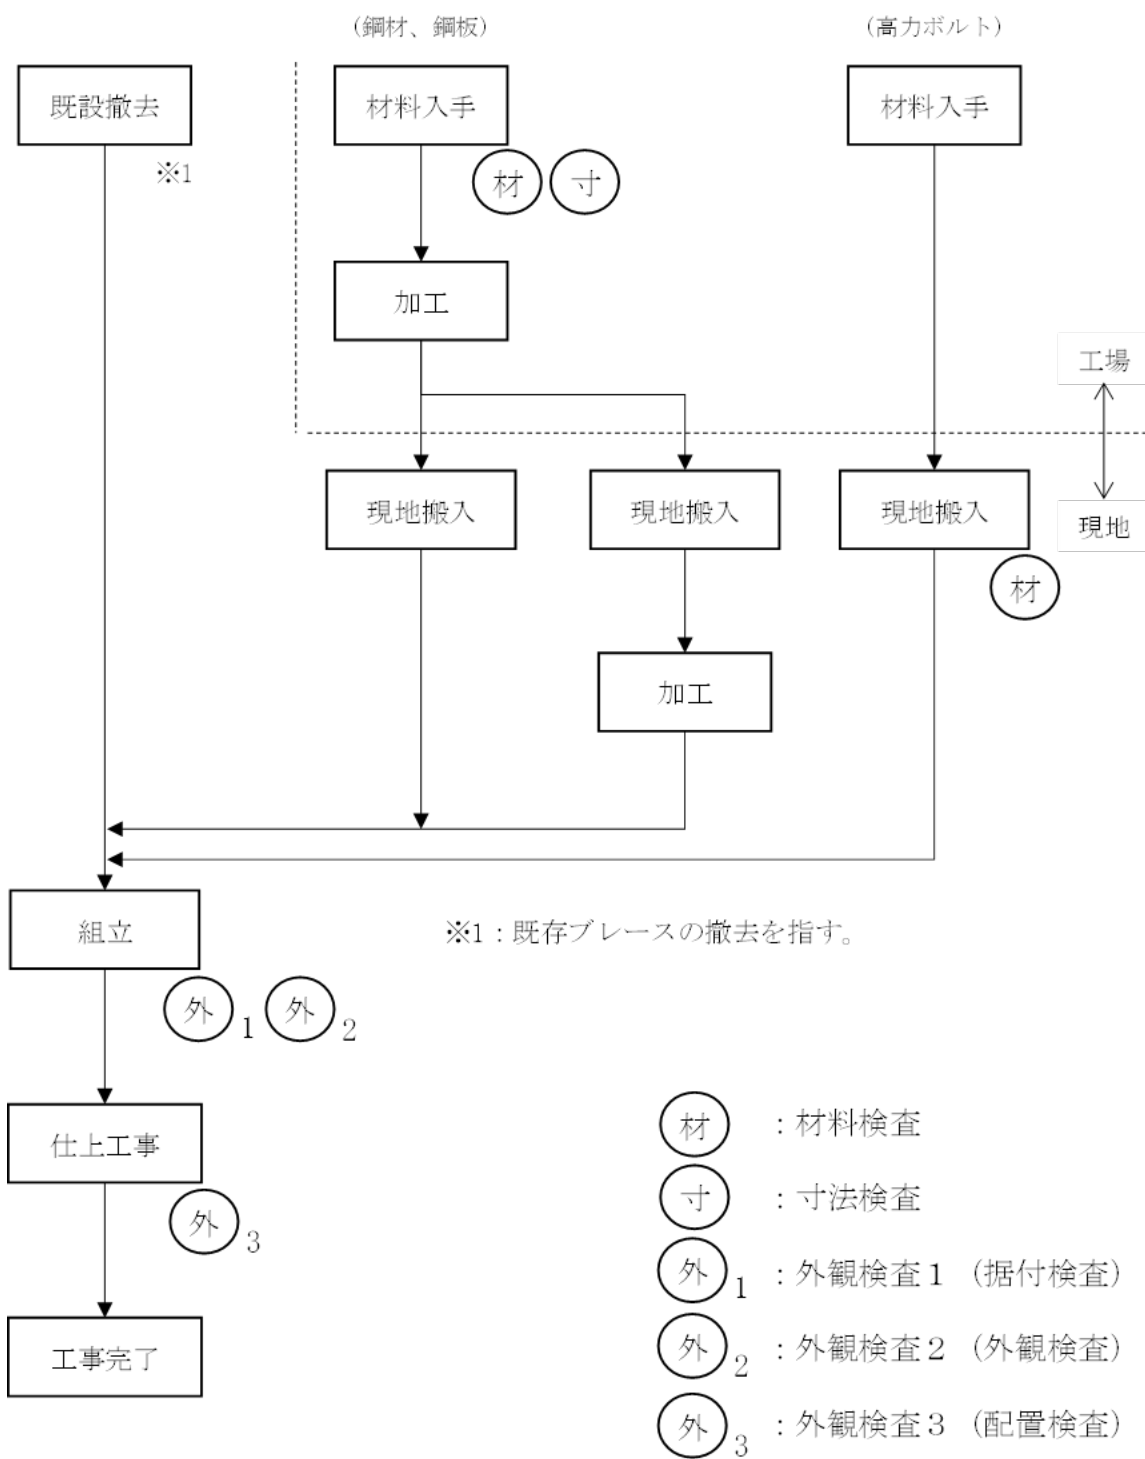 (鋼材、鋼板)
(高力ボルト)
既設撤去
材料入手
材料入手
※1
材
寸
加工
工場
現地搬入
現地搬入
現地搬入
現地
材
加工
組立
※1：既存ブレースの撤去を指す。
外1
外2
仕上工事
外3
工事完了
材 ：材料検査
寸 ：寸法検査
外1 ：外観検査１ (据付検査)
外2 ：外観検査２ (外観検査)
外3 ：外観検査３ (配置検査)